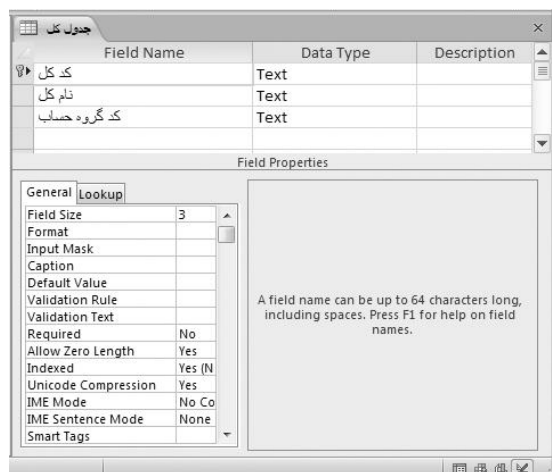 جدول کل
Field Name Data Type Description
کد کل Text
نام کل Text
کد گروه حساب Text
Field Properties
General Lookup
Field Size 3
Format
Input Mask
Caption
Default Value
Validation Rule
Validation Text
Required No
Allow Zero Length Yes
Indexed Yes (N
Unicode Compression Yes
IME Mode No Co
IME Sentence Mode None
Smart Tags
A field name can be up to 64 characters long,
including spaces. Press F1 for help on field
names.